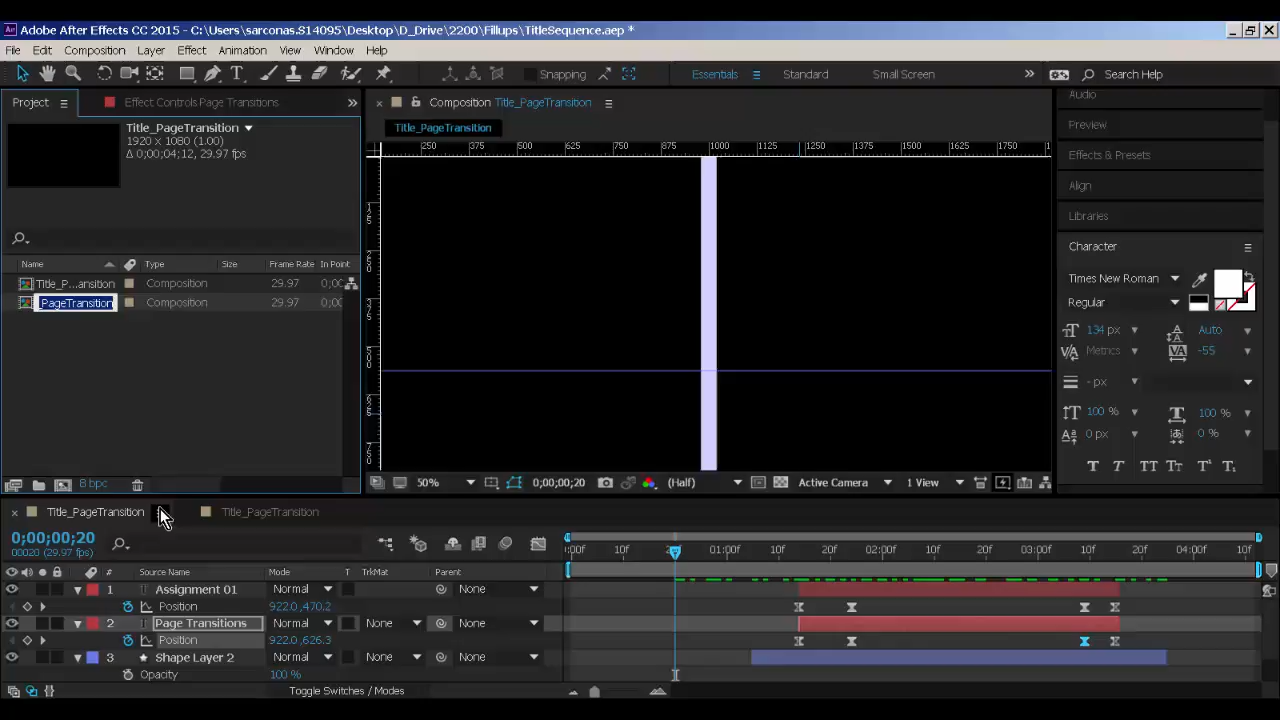 Adobe After Effects CC 2015 - C:\Users\sarconas.S14095\Desktop\D_Drive\2200\Fillups\TitleSequence.aep *
File Edit Composition Layer Effect Animation View Window Help
Snapping Essentials Standard Small Screen Search Help
Project Effect Controls Page Transitions
Composition Title_PageTransition
Audio
Title_PageTransition
1920 x 1080 (1.00)
Δ 0;00;04;12, 29.97 fps
Title_PageTransition
Preview
250 375 500 625 750 875 1000 1125 1250 1375 1500 1625 1750
Effects & Presets
Align
Libraries
Character
Name Type Size Frame Rate In Point
Title_P...ansition Composition 29.97 0;00
_PageTransition Composition 29.97 0;00
Times New Roman
Regular
134 px Auto
Metrics -55
- px
100 % 100 %
0 px 0 %
T T TT Tt T¹ T₁
8 bpc
50% 0;00;00;20 (Half) Active Camera 1 View
Title_PageTransition Title_PageTransition
0;00;00;20
00020 (29.97 fps)
:00f 10f 20f 01:00f 10f 20f 02:00f 10f 20f 03:00f 10f 20f 04:00f 10f
# Source Name Mode T TrkMat Parent
1 Assignment 01 Normal None
Position 922.0,470.2
2 Page Transitions Normal None None
Position 922.0,626.3
3 Shape Layer 2 Normal None None
Opacity 100 %
Toggle Switches / Modes